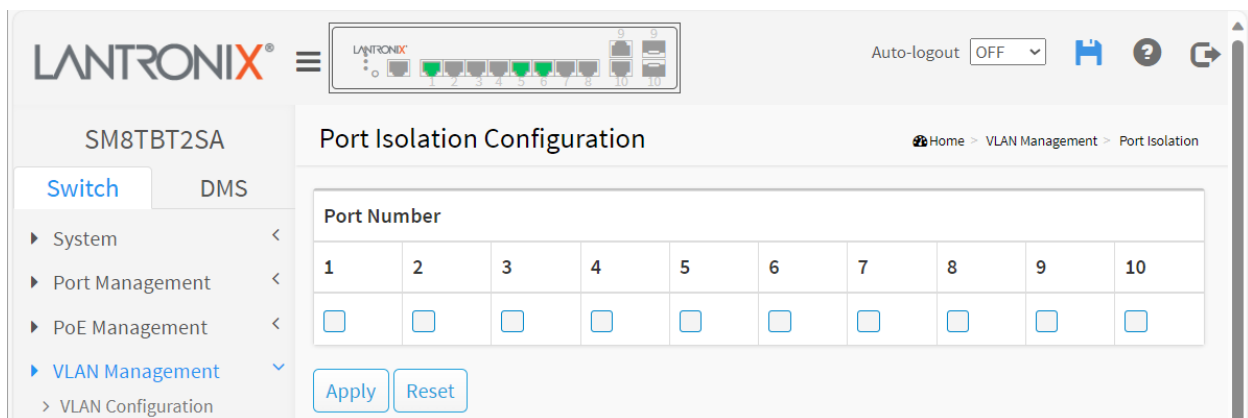 LANTRONIX®
LANTRONIX®
9 9
1 2 3 4 5 6 7 8 10 10
Auto-logout OFF
SM8TBT2SA
Switch DMS
System
Port Management
PoE Management
VLAN Management
> VLAN Configuration
Port Isolation Configuration
Home > VLAN Management > Port Isolation
Port Number
1 2 3 4 5 6 7 8 9 10
Apply Reset